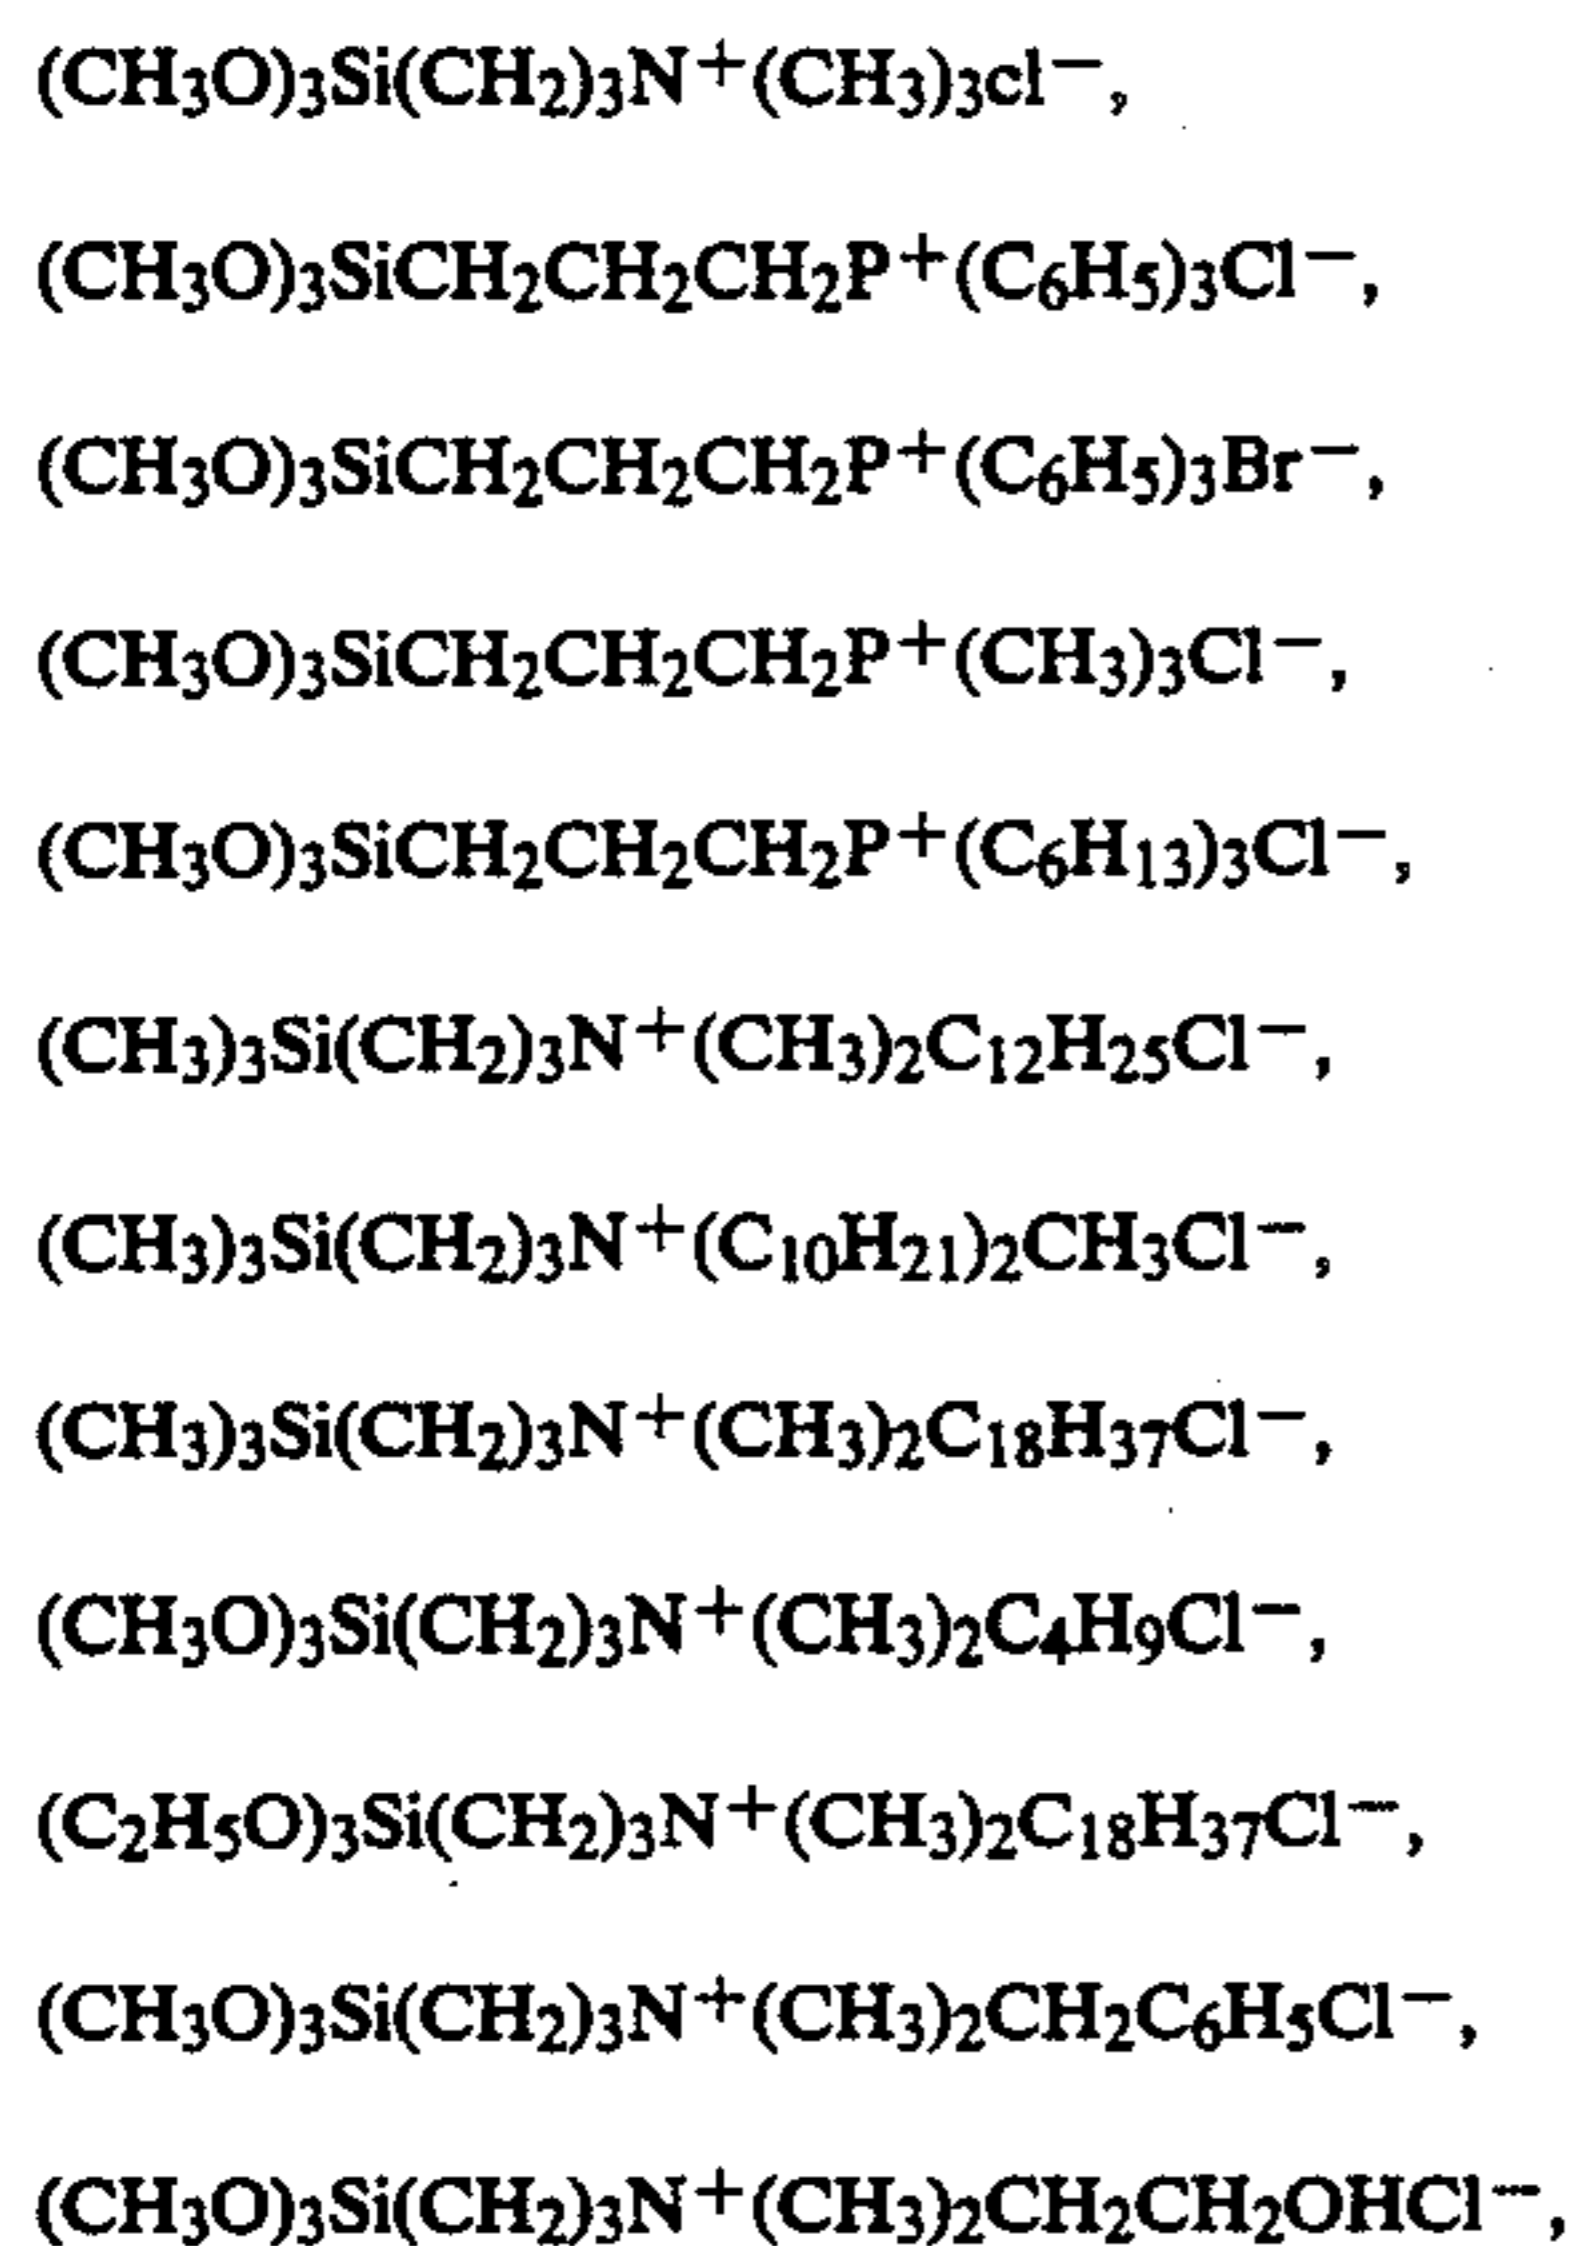 (CH₃O)₃Si(CH₂)₃N⁺(CH₃)₃cl⁻,
(CH₃O)₃SiCH₂CH₂CH₂P⁺(C₆H₅)₃Cl⁻,
(CH₃O)₃SiCH₂CH₂CH₂P⁺(C₆H₅)₃Br⁻,
(CH₃O)₃SiCH₂CH₂CH₂P⁺(CH₃)₃Cl⁻,
(CH₃O)₃SiCH₂CH₂CH₂P⁺(C₆H₁₃)₃Cl⁻,
(CH₃)₃Si(CH₂)₃N⁺(CH₃)₂C₁₂H₂₅Cl⁻,
(CH₃)₃Si(CH₂)₃N⁺(C₁₀H₂₁)₂CH₃Cl⁻,
(CH₃)₃Si(CH₂)₃N⁺(CH₃)₂C₁₈H₃₇Cl⁻,
(CH₃O)₃Si(CH₂)₃N⁺(CH₃)₂C₄H₉Cl⁻,
(C₂H₅O)₃Si(CH₂)₃N⁺(CH₃)₂C₁₈H₃₇Cl⁻,
(CH₃O)₃Si(CH₂)₃N⁺(CH₃)₂CH₂C₆H₅Cl⁻,
(CH₃O)₃Si(CH₂)₃N⁺(CH₃)₂CH₂CH₂OHCl⁻,